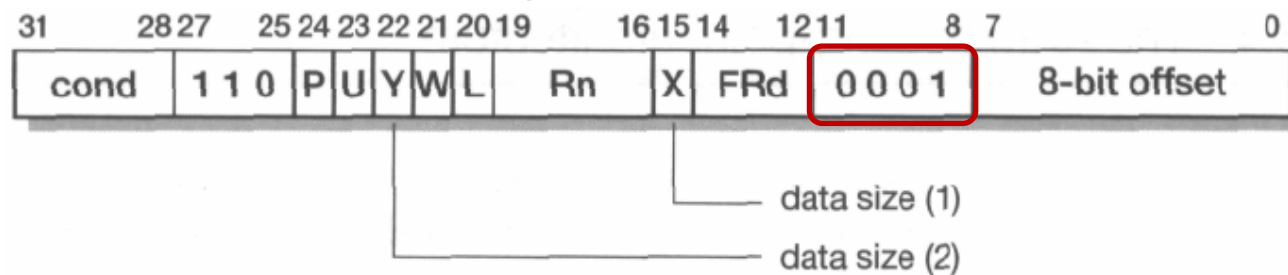 31 28 27 25 24 23 22 21 20 19 16 15 14 12 11 8 7 0
cond 1 1 0 P U Y W L Rn X FRd 0 0 0 1 8-bit offset
data size (1)
data size (2)